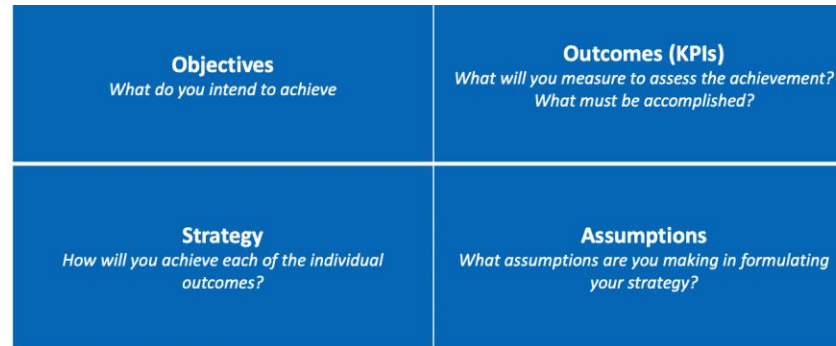 Objectives
What do you intend to achieve
Outcomes (KPIs)
What will you measure to assess the achievement?
What must be accomplished?
Strategy
How will you achieve each of the individual
outcomes?
Assumptions
What assumptions are you making in formulating
your strategy?